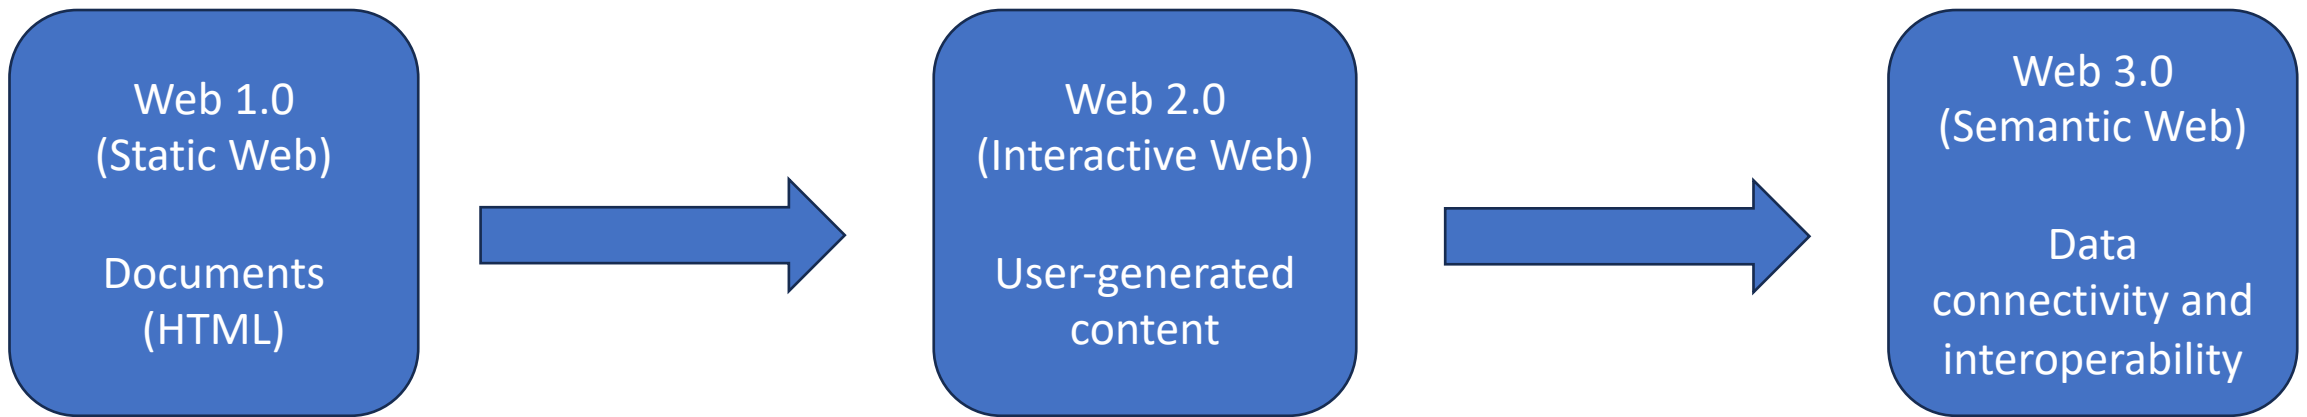 Web 1.0
(Static Web)
Documents
(HTML)
Web 2.0
(Interactive Web)
User-generated
content
Web 3.0
(Semantic Web)
Data
connectivity and
interoperability